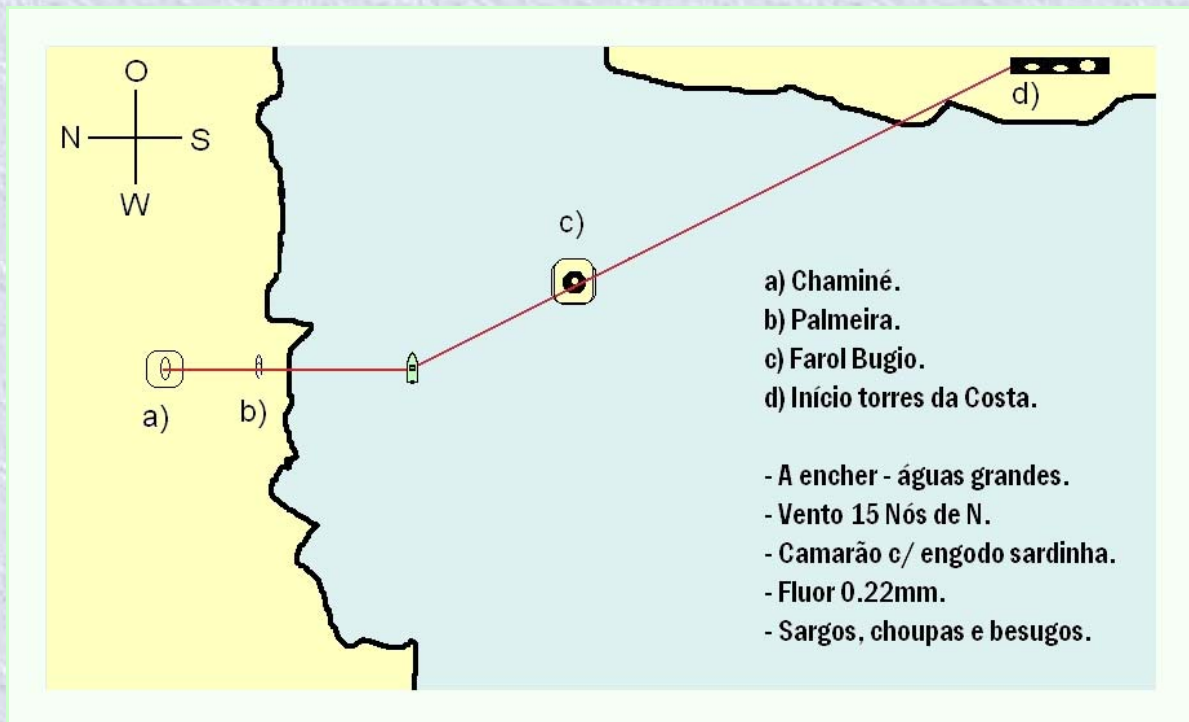 O
N S
W
c)
d)
a)
b)
a) Chaminé.
b) Palmeira.
c) Farol Bugio.
d) Início torres da Costa.
- A encher - águas grandes.
- Vento 15 Nós de N.
- Camarão c/ engodo sardinha.
- Fluor 0.22mm.
- Sargos, choupas e besugos.